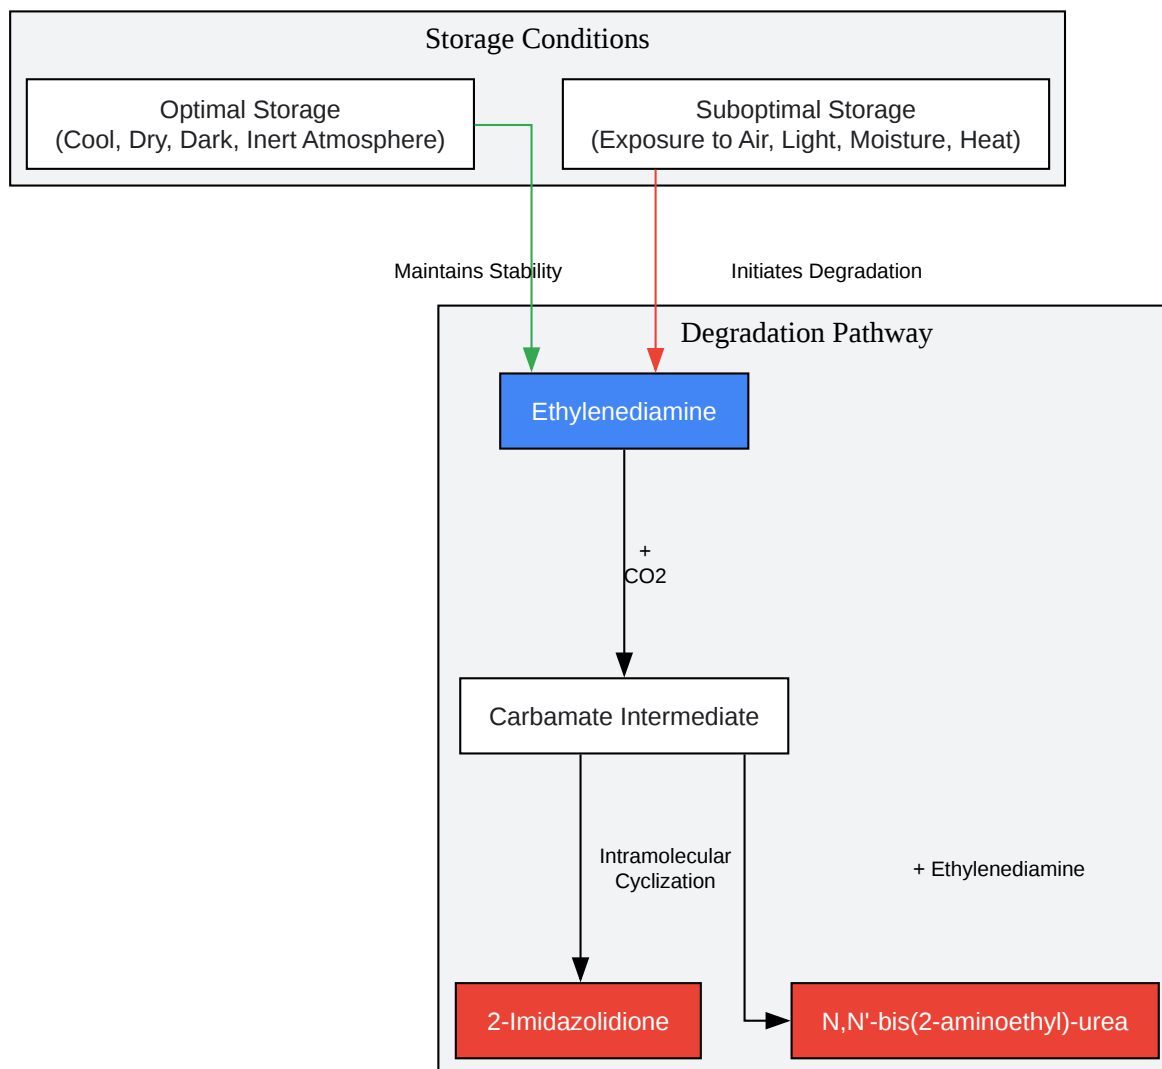 Storage Conditions
Optimal Storage
(Cool, Dry, Dark, Inert Atmosphere)
Suboptimal Storage
(Exposure to Air, Light, Moisture, Heat)
Maintains Stability
Initiates Degradation
Degradation Pathway
Ethylenediamine
+
CO2
Carbamate Intermediate
Intramolecular
Cyclization
+ Ethylenediamine
2-Imidazolidione
N,N'-bis(2-aminoethyl)-urea